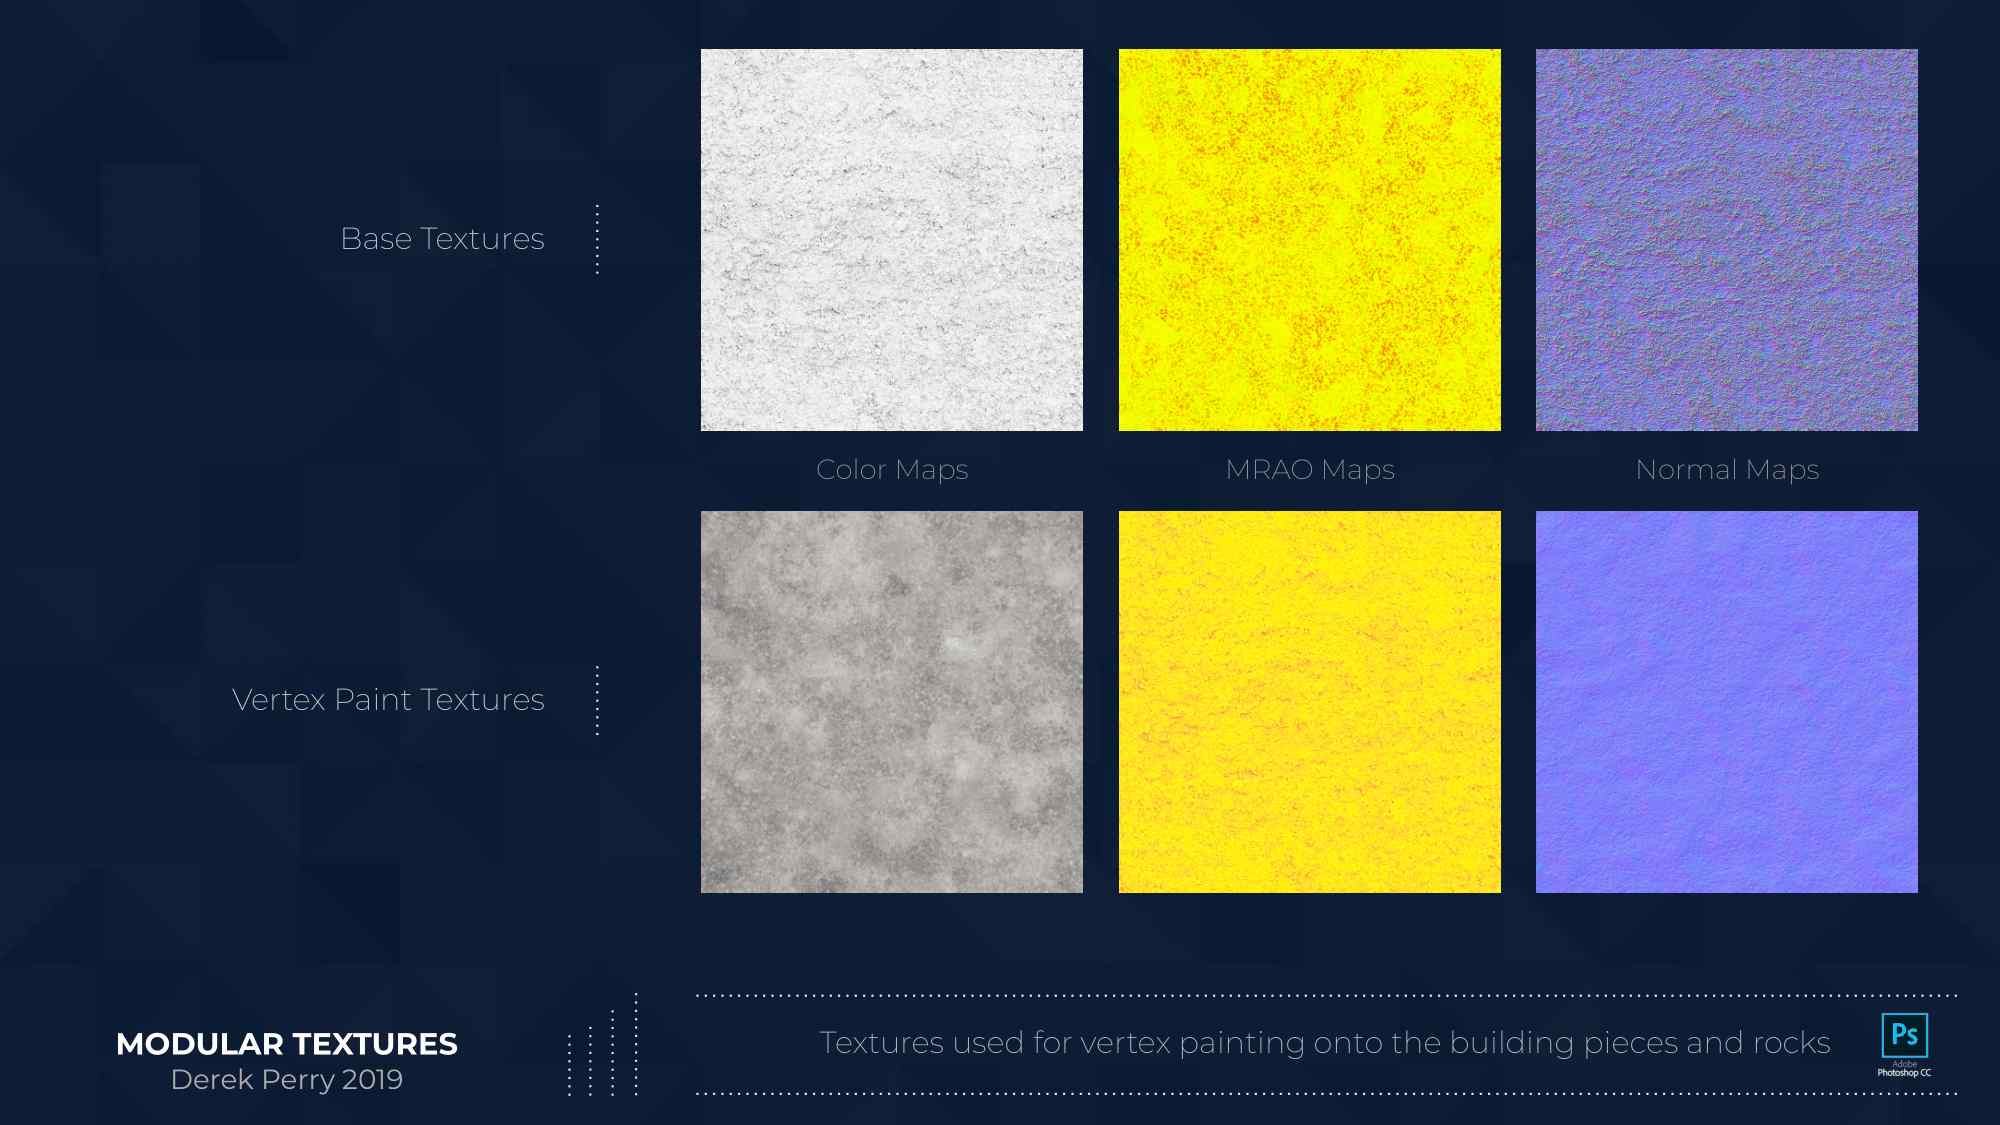 Base Textures
Color Maps
MRAO Maps
Normal Maps
Vertex Paint Textures
MODULAR TEXTURES
Derek Perry 2019
Textures used for vertex painting onto the building pieces and rocks
Ps
Adobe
Photoshop CC